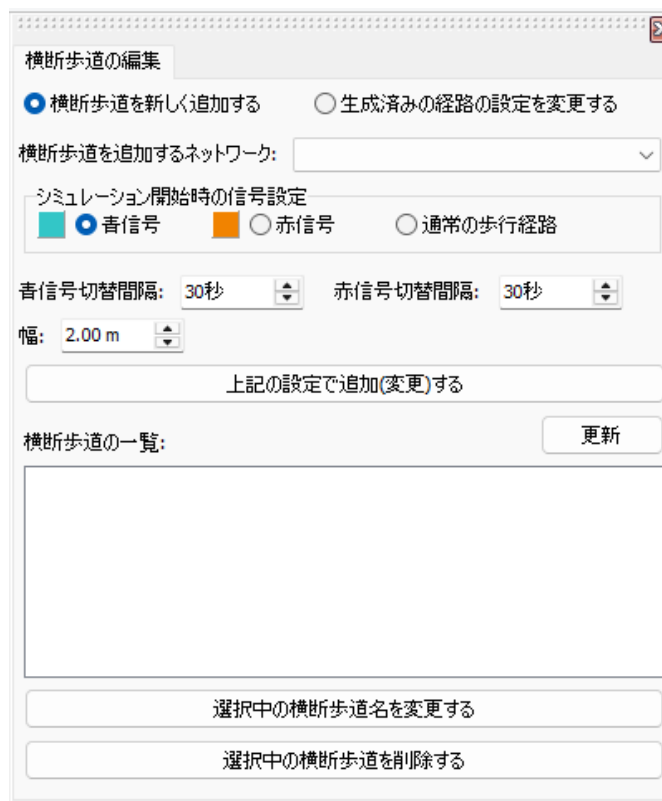 横断歩道の編集
横断歩道を新しく追加する 生成済みの経路の設定を変更する
横断歩道を追加するネットワーク:
シミュレーション開始時の信号設定
青信号 赤信号 通常の歩行経路
青信号切替間隔: 30秒 赤信号切替間隔: 30秒
幅: 2.00 m
上記の設定で追加(変更)する
横断歩道の一覧: 更新
選択中の横断歩道名を変更する
選択中の横断歩道を削除する